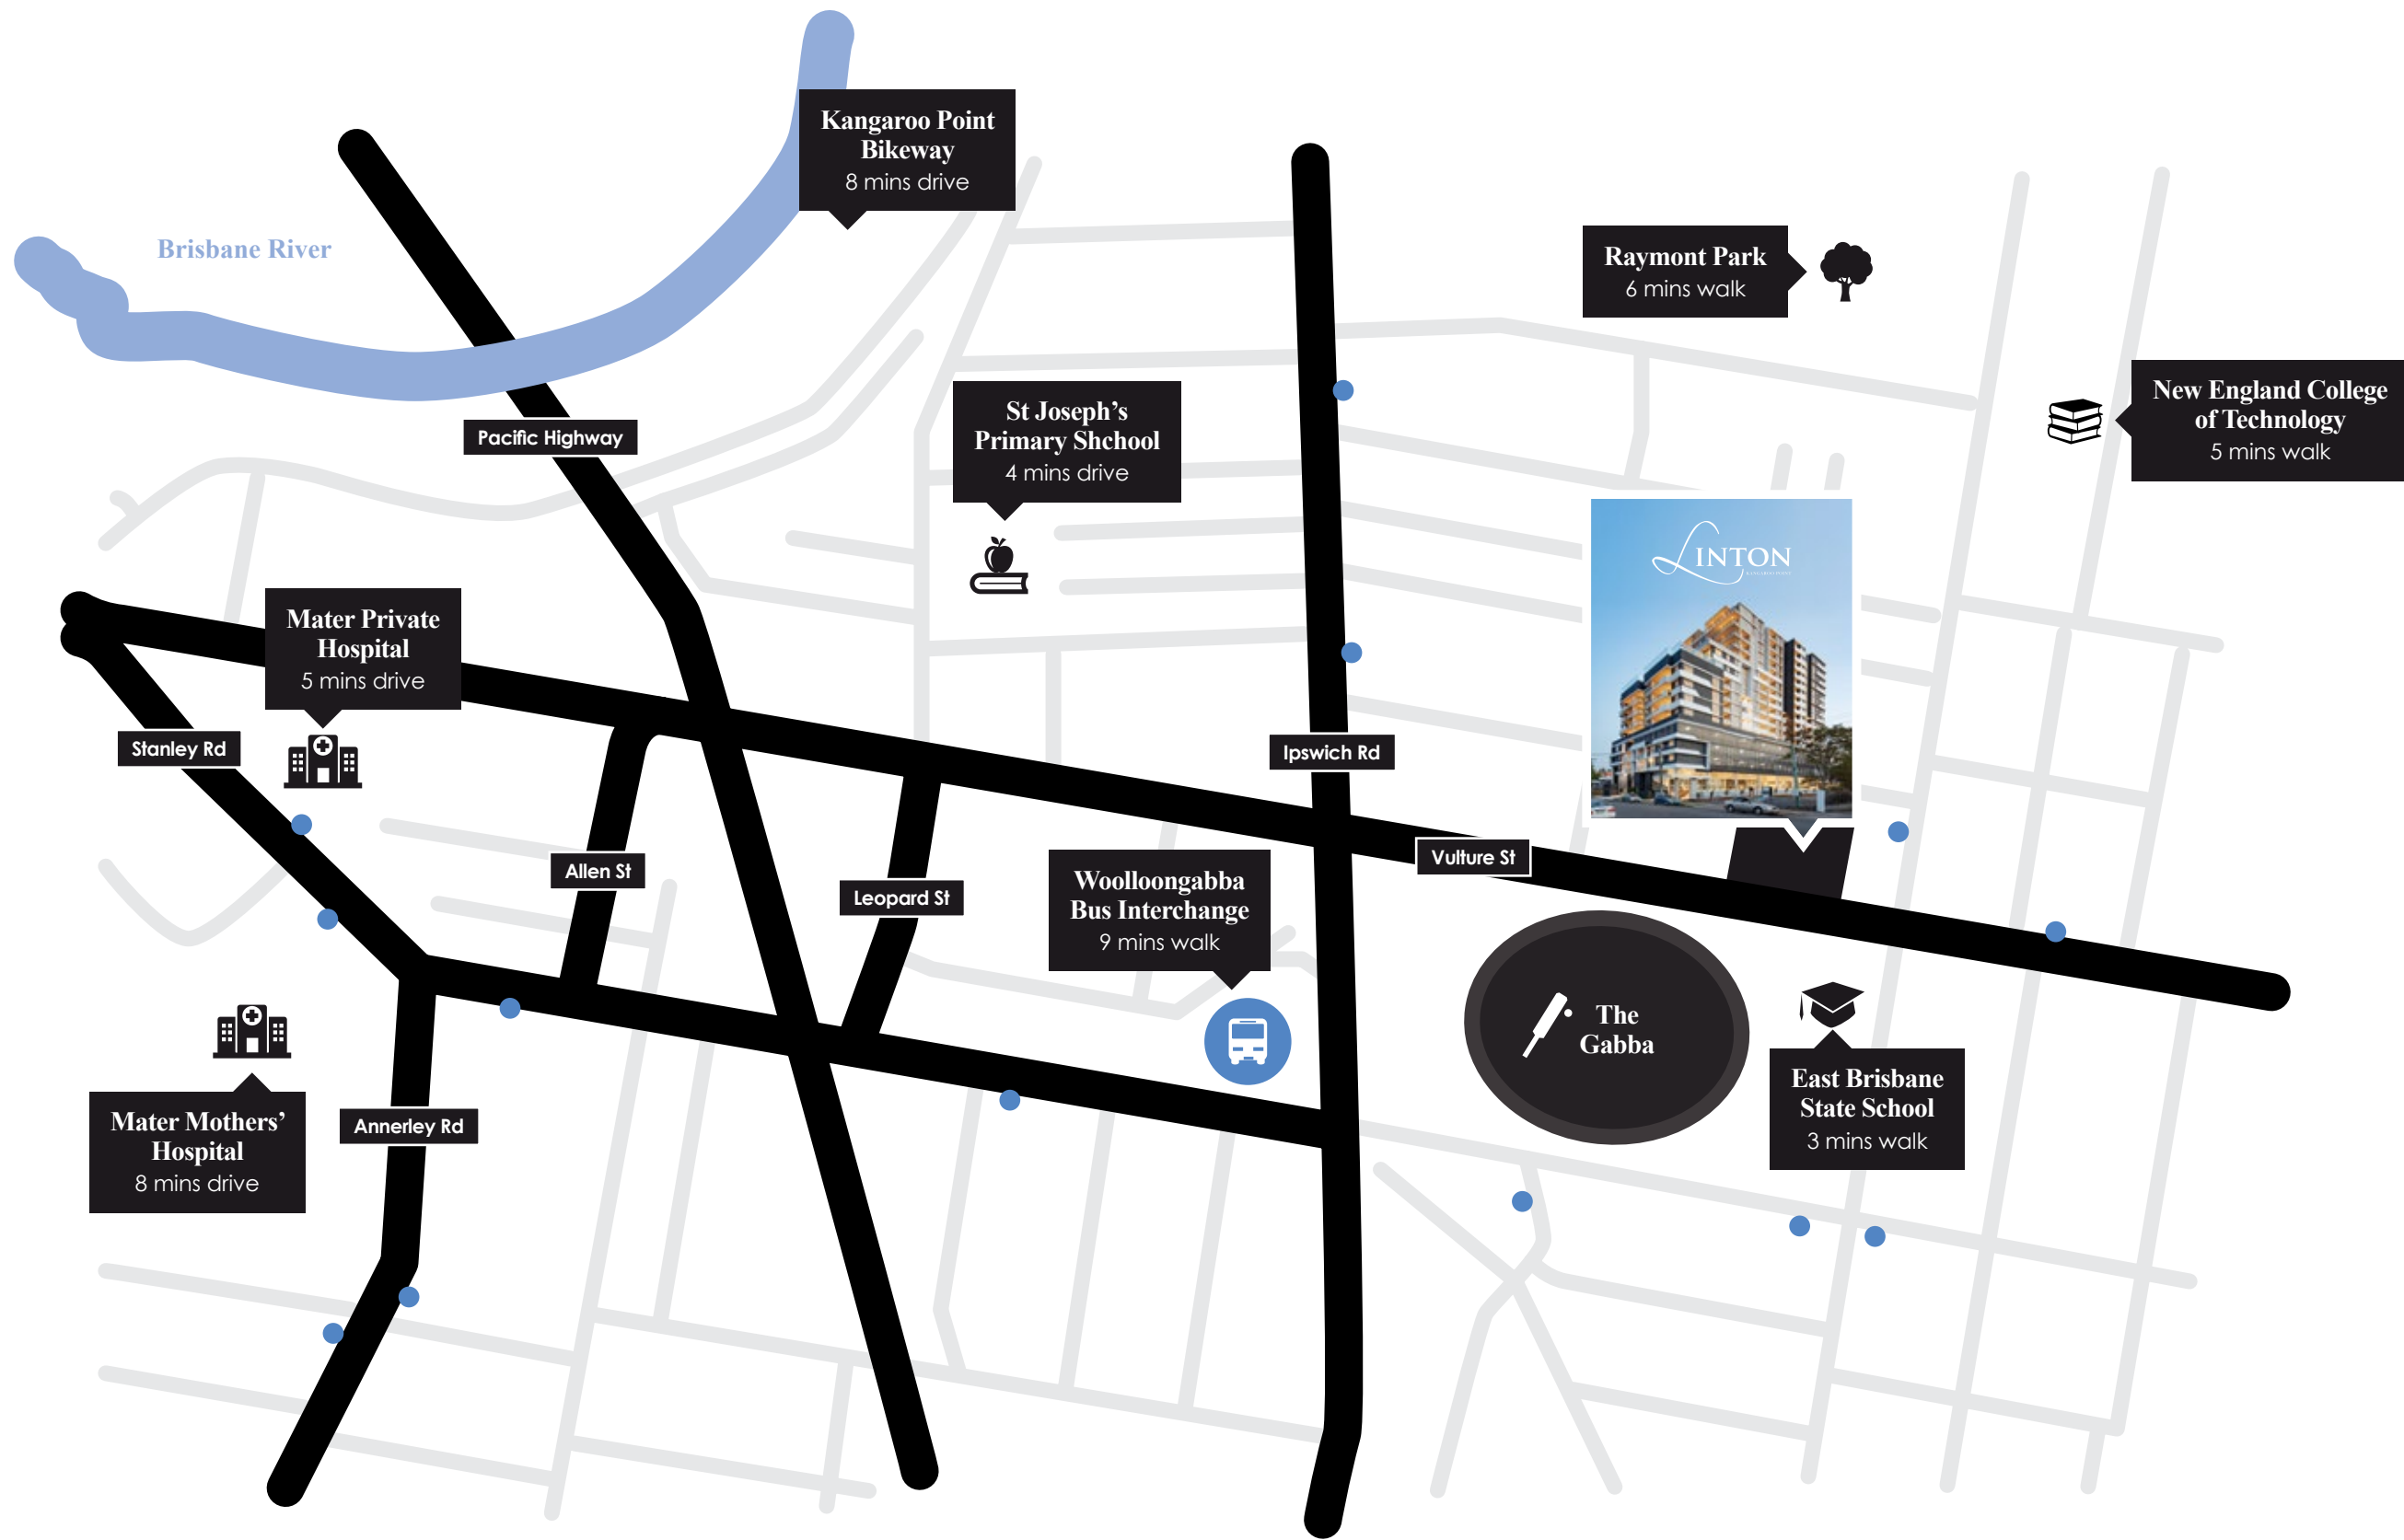 Kangaroo Point
Bikeway
8 mins drive
Brisbane River
Raymont Park
6 mins walk
New England College
of Technology
5 mins walk
St Joseph’s
Primary Shchool
4 mins drive
Pacific Highway
LINTON
Mater Private
Hospital
5 mins drive
Stanley Rd
Ipswich Rd
Allen St
Leopard St
Vulture St
Woolloongabba
Bus Interchange
9 mins walk
The
Gabba
East Brisbane
State School
3 mins walk
Mater Mothers’
Hospital
8 mins drive
Annerley Rd